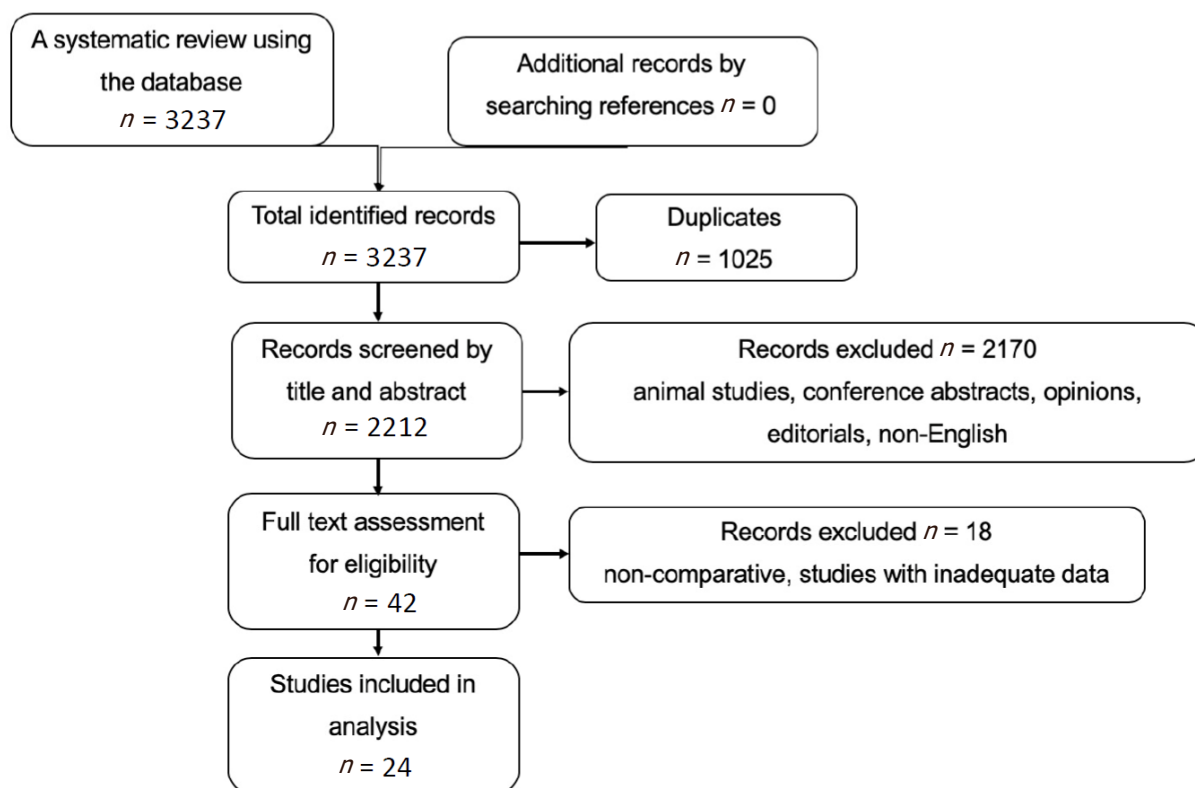 A systematic review using
the database
n = 3237
Additional records by
searching references n = 0
Total identified records
n = 3237
Duplicates
n = 1025
Records screened by
title and abstract
n = 2212
Records excluded n = 2170
animal studies, conference abstracts, opinions,
editorials, non-English
Full text assessment
for eligibility
n = 42
Records excluded n = 18
non-comparative, studies with inadequate data
Studies included in
analysis
n = 24